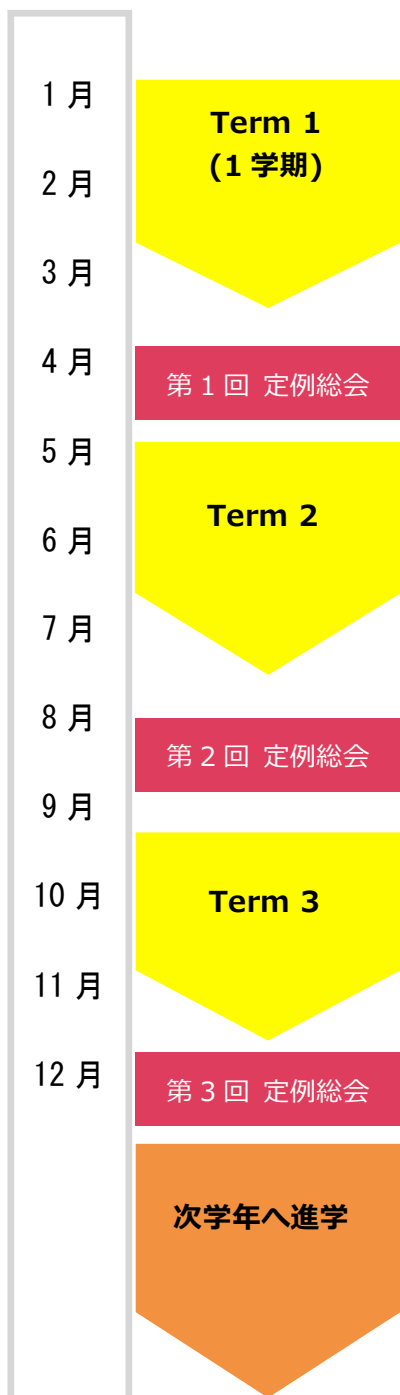 1 月
2 月
3 月
4 月
5 月
6 月
7 月
8 月
9 月
10 月
11 月
12 月
Term 1
(1 学期)
第 1 回 定例総会
Term 2
第 2 回 定例総会
Term 3
第 3 回 定例総会
次学年へ進学